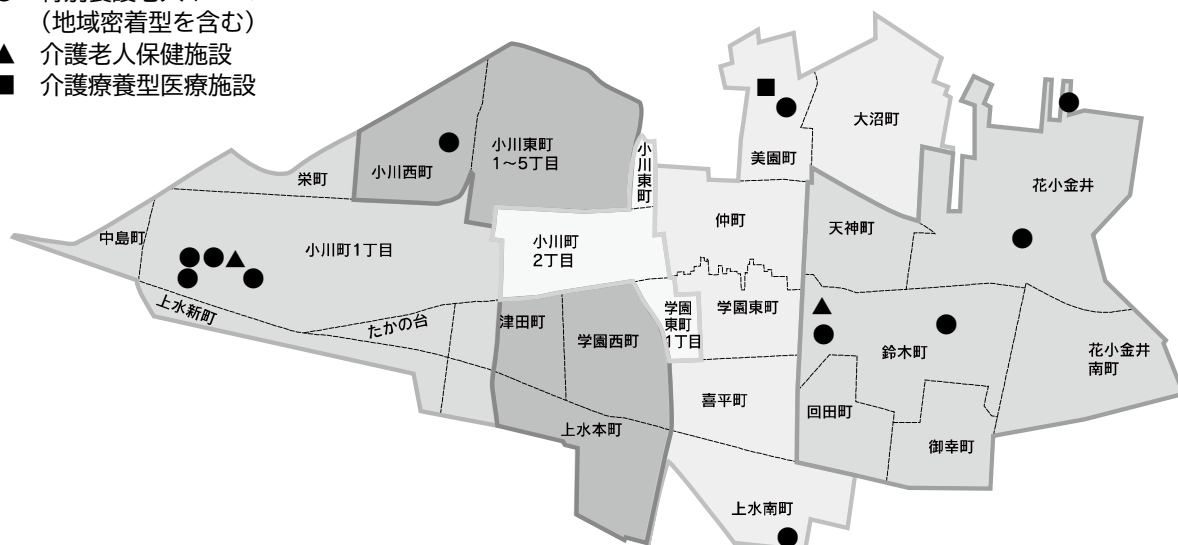 （地域密着型を含む）
▲ 介護老人保健施設
■ 介護療養型医療施設
大沼町
小川東町
1～5丁目
小川東町
美園町
小川西町
栄町
花小金井
仲町
天神町
中島町
小川町1丁目
小川町
2丁目
上水新町
たかの台
津田町
学園西町
学園
東町
1丁目
学園東町
鈴木町
花小金井
南町
喜平町
回田町
上水本町
御幸町
上水南町